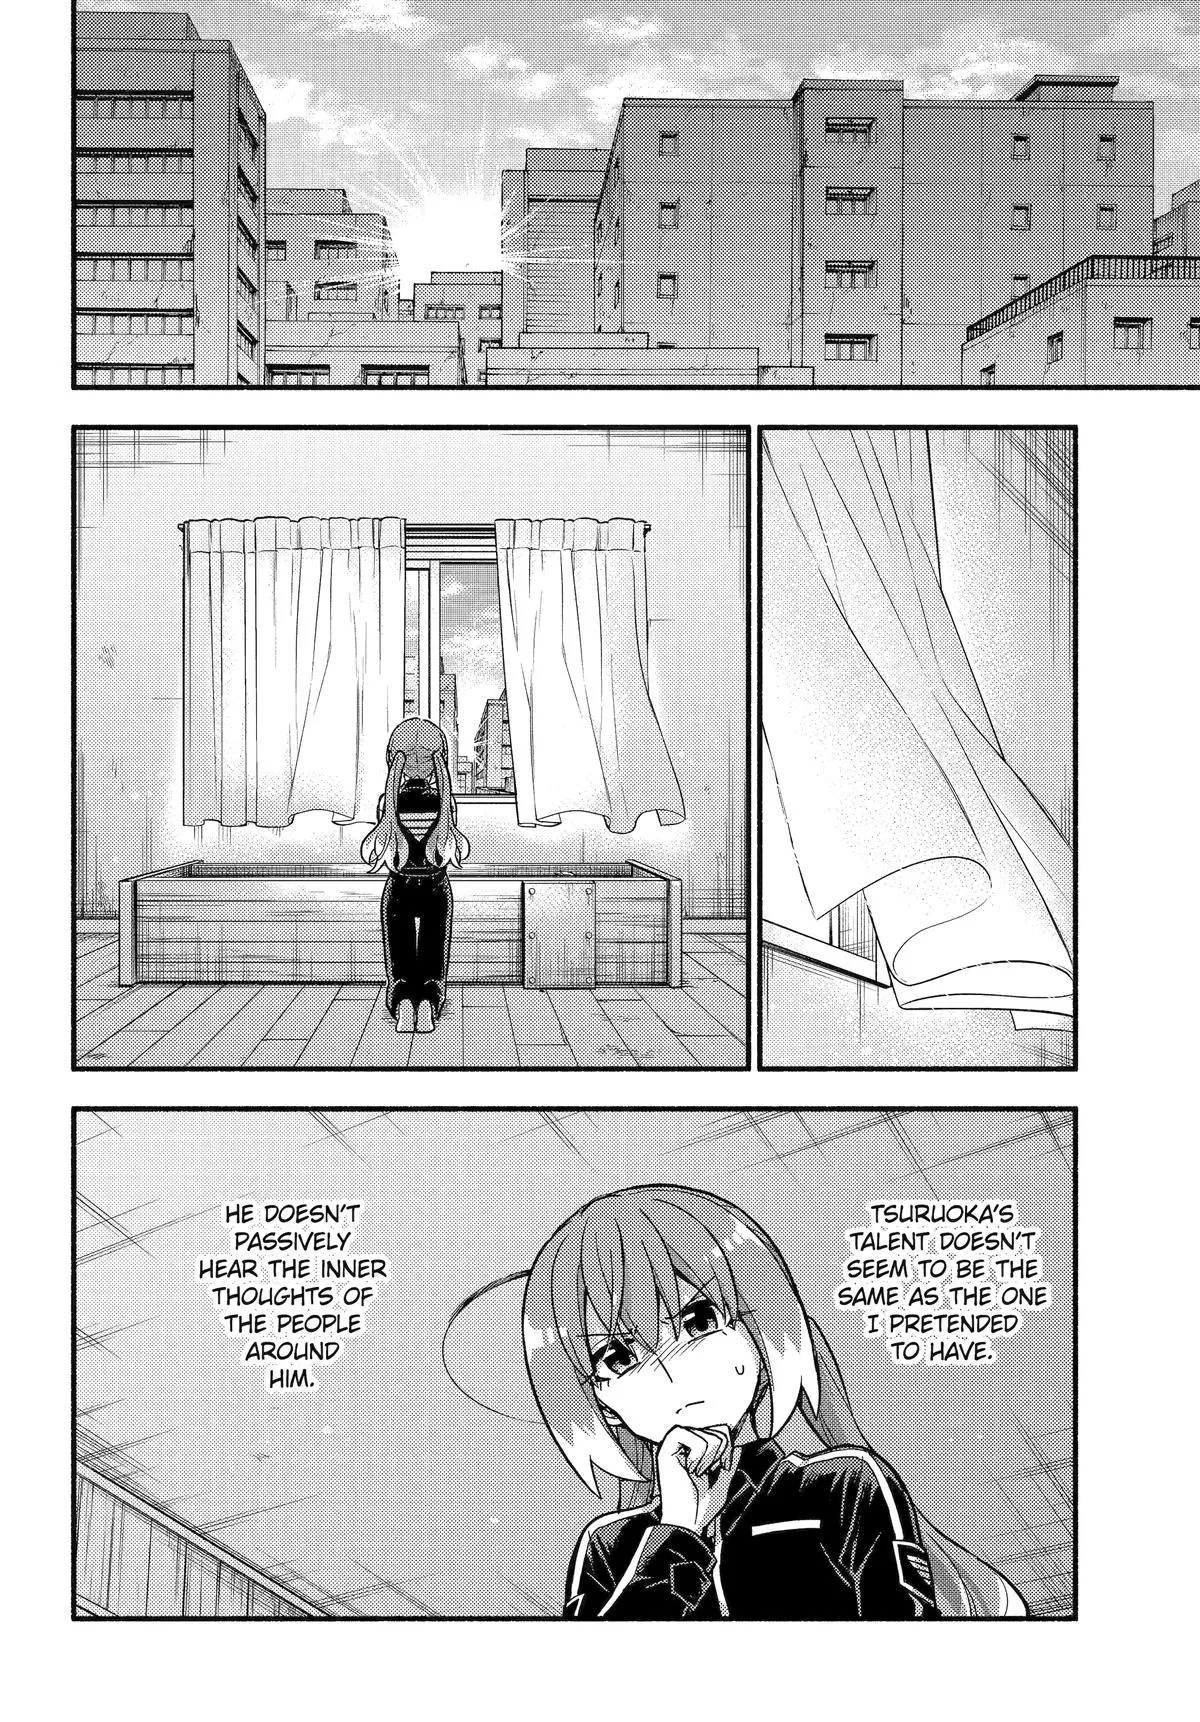 TSURUOKA'S
TALENT DOESN'T
SEEM TO BE THE
SAME AS THE ONE
I PRETENDED
TO HAVE.
HE DOESN'T
PASSIVELY
HEAR THE INNER
THOUGHTS OF
THE PEOPLE
AROUND
HIM.